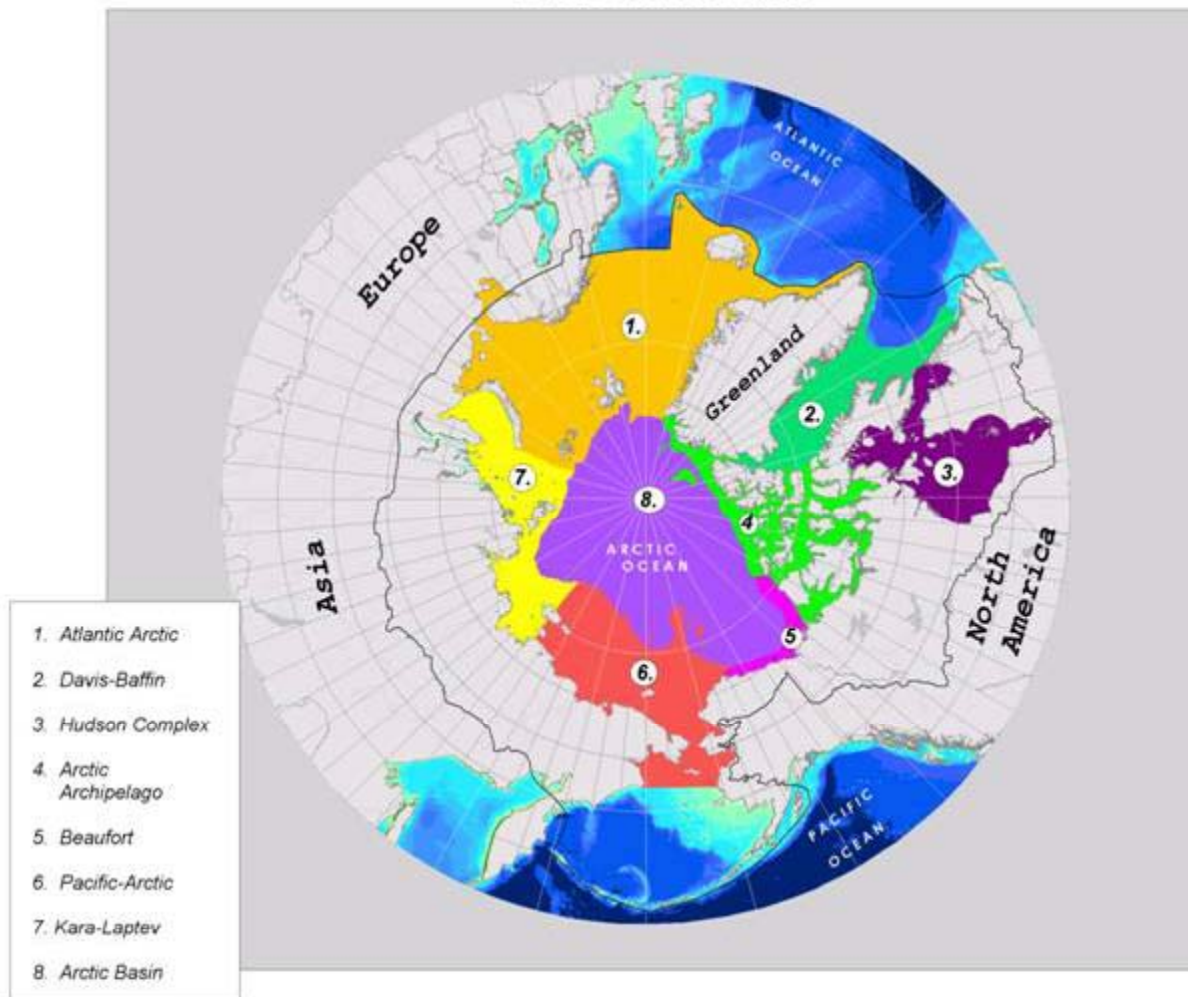 ATLANTIC
OCEAN
Europe
1.
Greenland
2.
7.
3.
8.
4
ARCTIC
OCEAN
Asia
North
America
5
6.
PACIFIC
OCEAN
1. Atlantic Arctic
2. Davis-Baffin
3. Hudson Complex
4. Arctic
Archipelago
5. Beaufort
6. Pacific-Arctic
7. Kara-Laptev
8. Arctic Basin